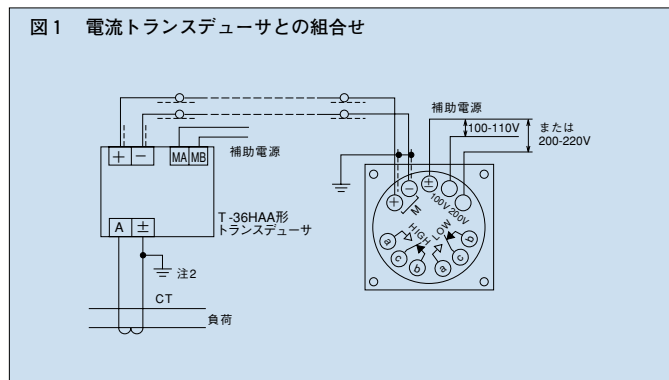 図1 電流トランスデューサとの組合せ
補助電源
100-110V
または
200-220V
+ − MA MB
補助電源
T-36HAA形
トランスデューサ
A ±
注2
CT
負荷
+ − ± 100V 200V
M
HIGH LOW
a c b a c b